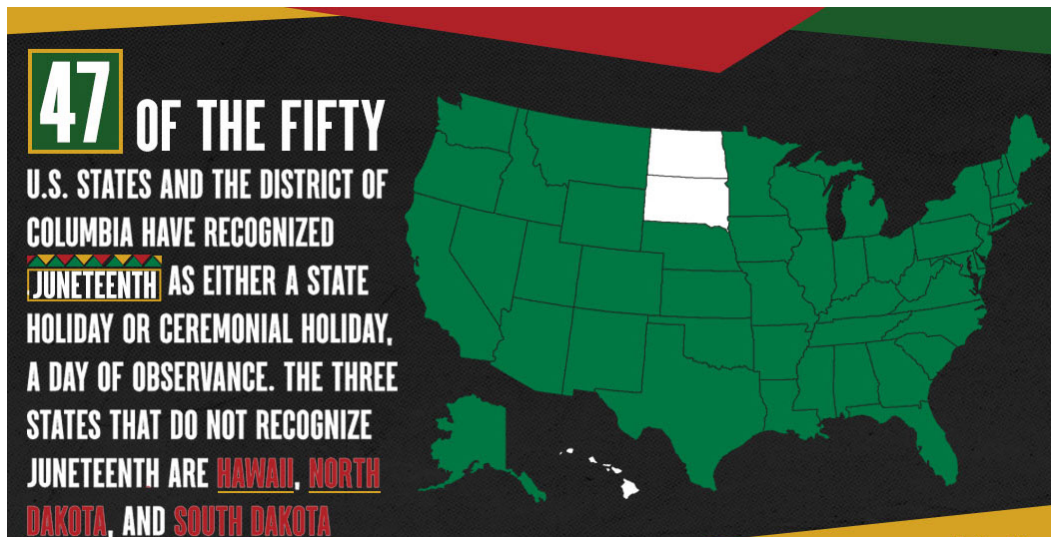 47 OF THE FIFTY
U.S. STATES AND THE DISTRICT OF
COLUMBIA HAVE RECOGNIZED
JUNETEENTH AS EITHER A STATE
HOLIDAY OR CEREMONIAL HOLIDAY,
A DAY OF OBSERVANCE. THE THREE
STATES THAT DO NOT RECOGNIZE
JUNETEENTH ARE HAWAII, NORTH
DAKOTA, AND SOUTH DAKOTA